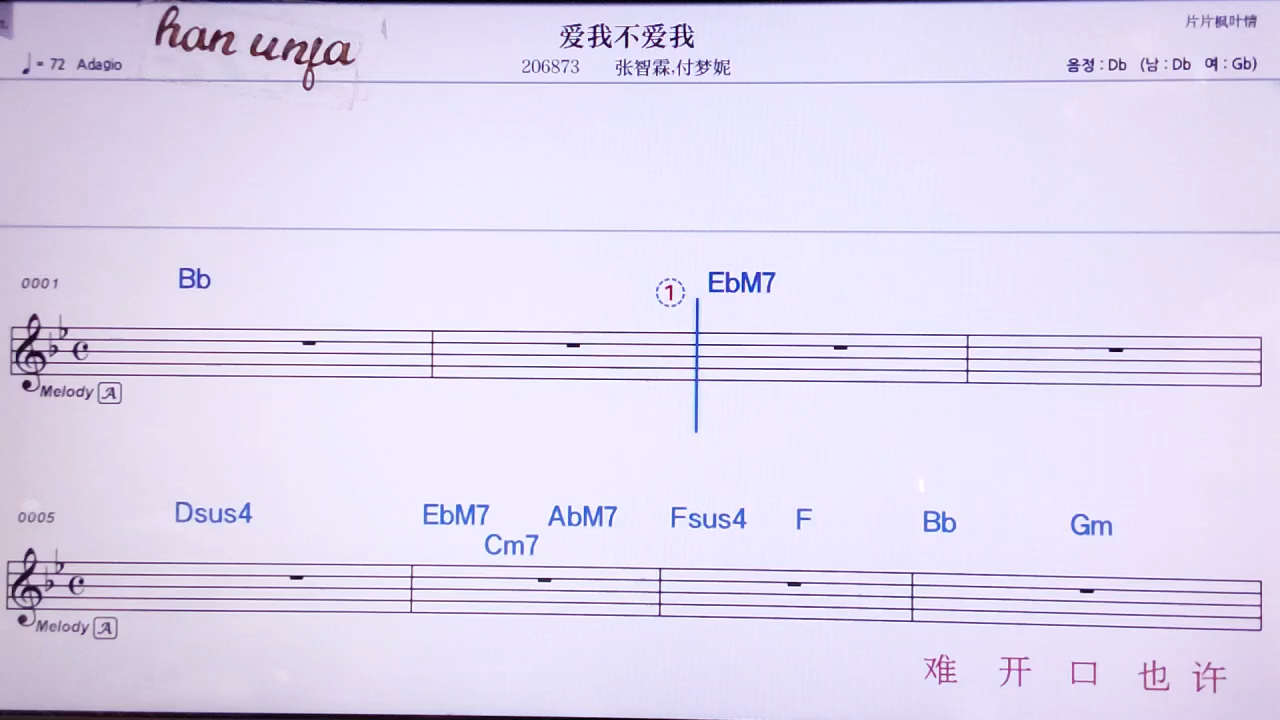 han unfa
爱我不爱我
片片枫叶情
♩= 72 Adagio
206873 张智霖,付梦妮
음정 : Db (남 : Db 여 : Gb)
0001 Bb ① EbM7
Melody A
0005 Dsus4 EbM7 Cm7 AbM7 Fsus4 F Bb Gm
Melody A
难 开 口 也 许